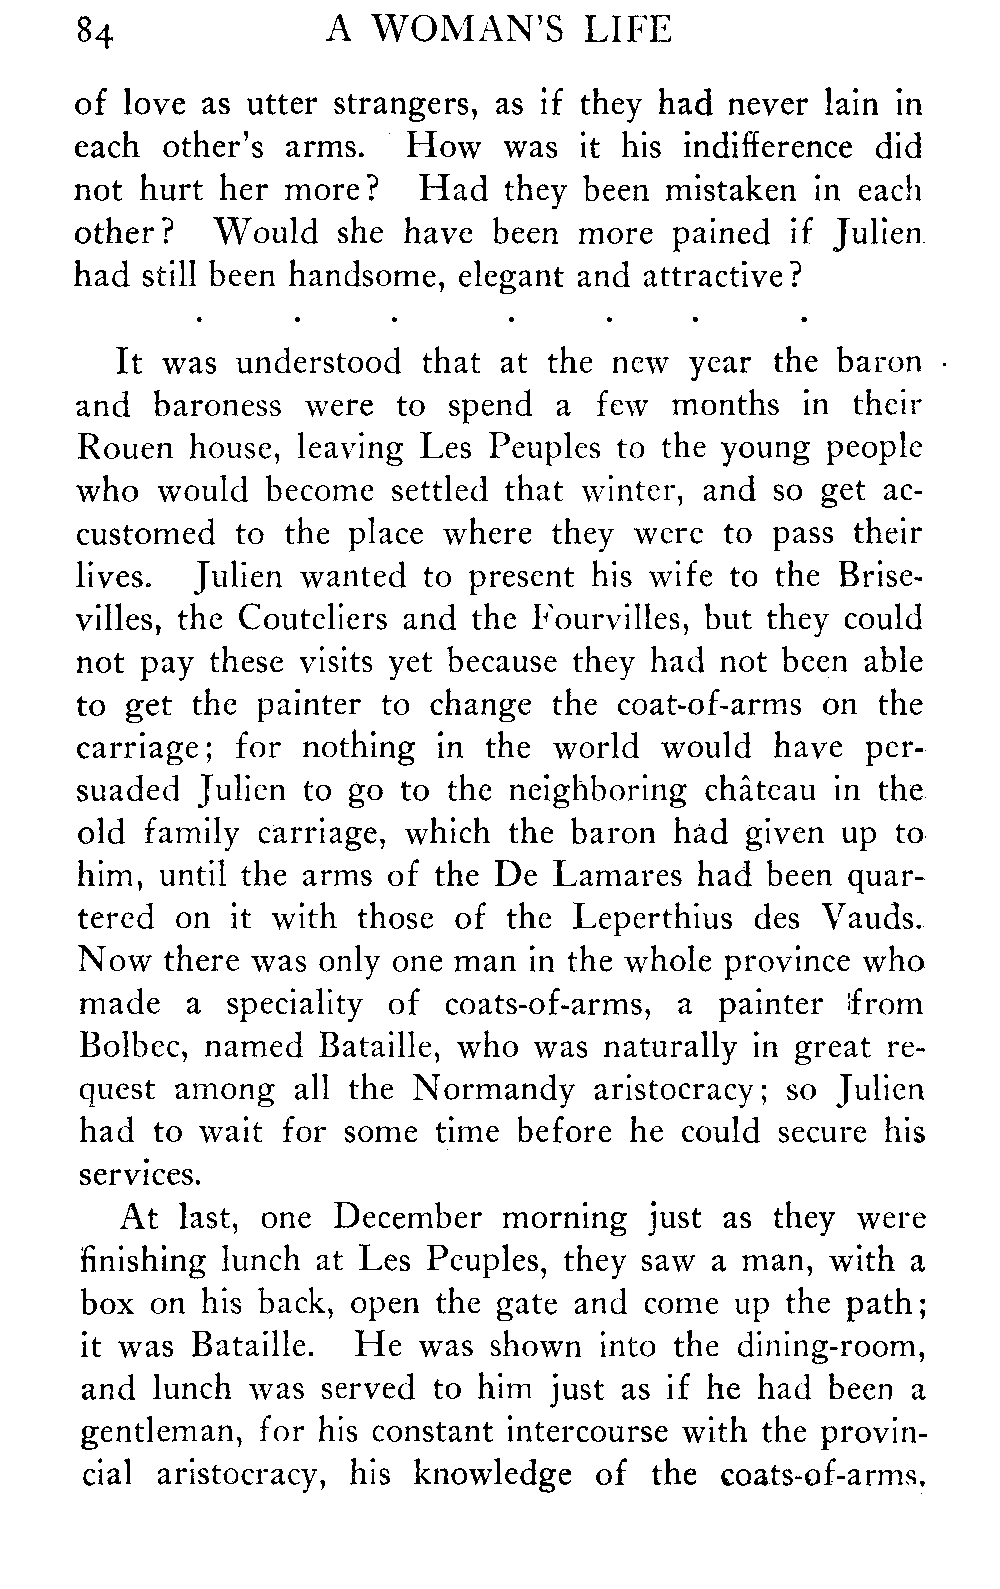 84 A WOMAN'S LIFE
of love as utter strangers, as if they had never lain in
each other's arms. How was it his indifference did
not hurt her more? Had they been mistaken in each
other? Would she have been more pained if Julien
had still been handsome, elegant and attractive?
. . . . . . .
It was understood that at the new year the baron
and baroness were to spend a few months in their
Rouen house, leaving Les Peuples to the young people
who would become settled that winter, and so get ac-
customed to the place where they were to pass their
lives. Julien wanted to present his wife to the Brise-
villes, the Couteliers and the Fourvilles, but they could
not pay these visits yet because they had not been able
to get the painter to change the coat-of-arms on the
carriage; for nothing in the world would have per-
suaded Julien to go to the neighboring château in the
old family carriage, which the baron had given up to
him, until the arms of the De Lamares had been quar-
tered on it with those of the Leperthius des Vauds.
Now there was only one man in the whole province who
made a speciality of coats-of-arms, a painter from
Bolbec, named Bataille, who was naturally in great re-
quest among all the Normandy aristocracy; so Julien
had to wait for some time before he could secure his
services.
At last, one December morning just as they were
finishing lunch at Les Peuples, they saw a man, with a
box on his back, open the gate and come up the path;
it was Bataille. He was shown into the dining-room,
and lunch was served to him just as if he had been a
gentleman, for his constant intercourse with the provin-
cial aristocracy, his knowledge of the coats-of-arms,